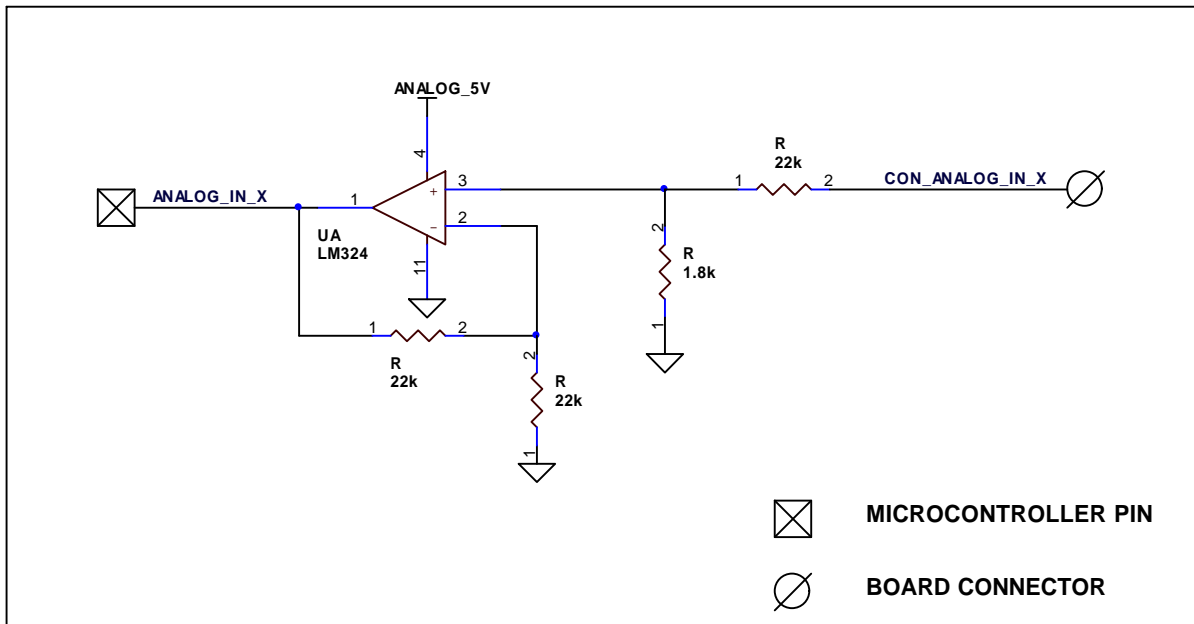 ANALOG_5V
4
R
22k
ANALOG_IN_X
1
+
3
1
2
CON_ANALOG_IN_X
−
2
UA
LM324
11
2
R
1.8k
1
1
2
R
22k
2
R
22k
1
MICROCONTROLLER PIN
BOARD CONNECTOR